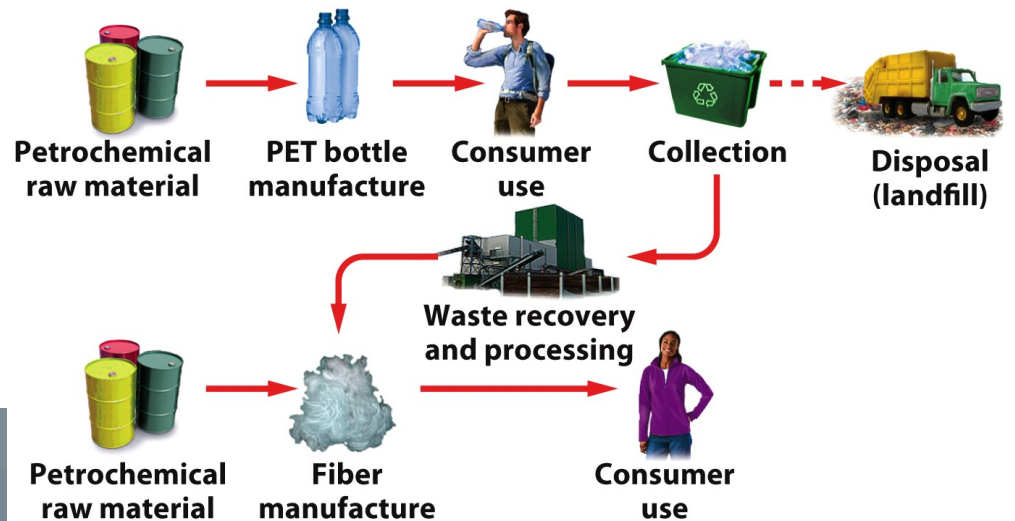 Petrochemical
raw material
PET bottle
manufacture
Consumer
use
Collection
Disposal
(landfill)
Waste recovery
and processing
Petrochemical
raw material
Fiber
manufacture
Consumer
use